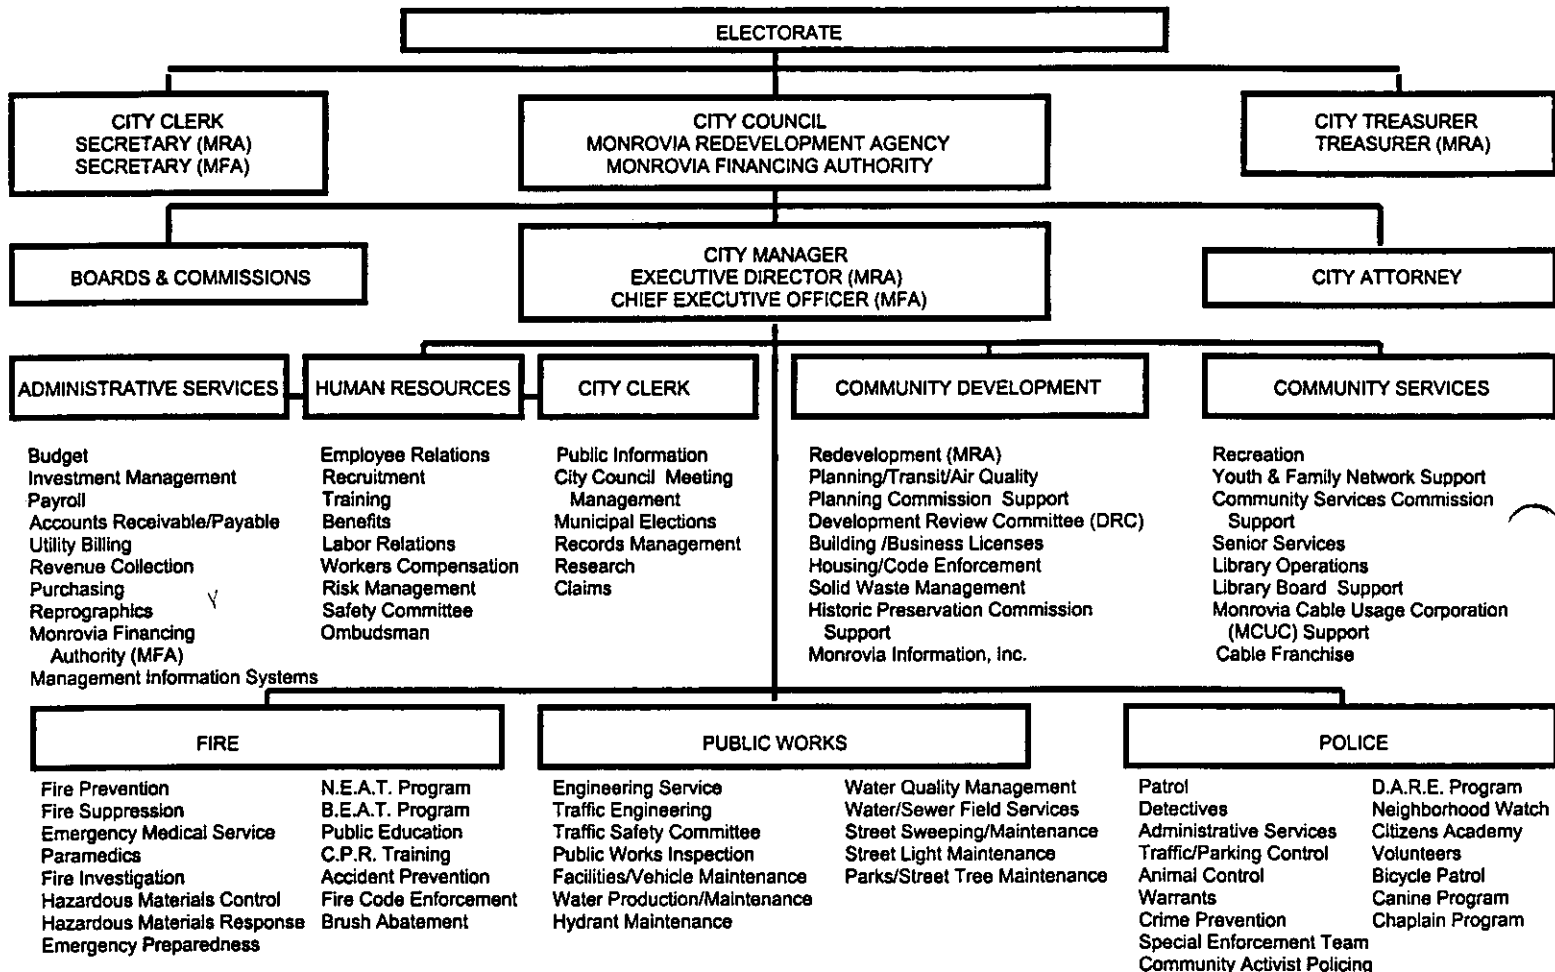 ELECTORATE
CITY CLERK
SECRETARY (MRA)
SECRETARY (MFA)
CITY COUNCIL
MONROVIA REDEVELOPMENT AGENCY
MONROVIA FINANCING AUTHORITY
CITY TREASURER
TREASURER (MRA)
BOARDS & COMMISSIONS
CITY MANAGER
EXECUTIVE DIRECTOR (MRA)
CHIEF EXECUTIVE OFFICER (MFA)
CITY ATTORNEY
ADMINISTRATIVE SERVICES
Budget
Investment Management
Payroll
Accounts Receivable/Payable
Utility Billing
Revenue Collection
Purchasing
Reprographics
Monrovia Financing
Authority (MFA)
Management Information Systems
HUMAN RESOURCES
Employee Relations
Recruitment
Training
Benefits
Labor Relations
Workers Compensation
Risk Management
Safety Committee
Ombudsman
CITY CLERK
Public Information
City Council Meeting
Management
Municipal Elections
Records Management
Research
Claims
COMMUNITY DEVELOPMENT
Redevelopment (MRA)
Planning/Transit/Air Quality
Planning Commission Support
Development Review Committee (DRC)
Building /Business Licenses
Housing/Code Enforcement
Solid Waste Management
Historic Preservation Commission
Support
Monrovia Information, Inc.
COMMUNITY SERVICES
Recreation
Youth & Family Network Support
Community Services Commission
Support
Senior Services
Library Operations
Library Board Support
Monrovia Cable Usage Corporation
(MCUC) Support
Cable Franchise
FIRE
Fire Prevention
Fire Suppression
Emergency Medical Service
Paramedics
Fire Investigation
Hazardous Materials Control
Hazardous Materials Response
Emergency Preparedness
N.E.A.T. Program
B.E.A.T. Program
Public Education
C.P.R. Training
Accident Prevention
Fire Code Enforcement
Brush Abatement
PUBLIC WORKS
Engineering Service
Traffic Engineering
Traffic Safety Committee
Public Works Inspection
Facilities/Vehicle Maintenance
Water Production/Maintenance
Hydrant Maintenance
Water Quality Management
Water/Sewer Field Services
Street Sweeping/Maintenance
Street Light Maintenance
Parks/Street Tree Maintenance
POLICE
Patrol
Detectives
Administrative Services
Traffic/Parking Control
Animal Control
Warrants
Crime Prevention
Special Enforcement Team
Community Activist Policing
D.A.R.E. Program
Neighborhood Watch
Citizens Academy
Volunteers
Bicycle Patrol
Canine Program
Chaplain Program